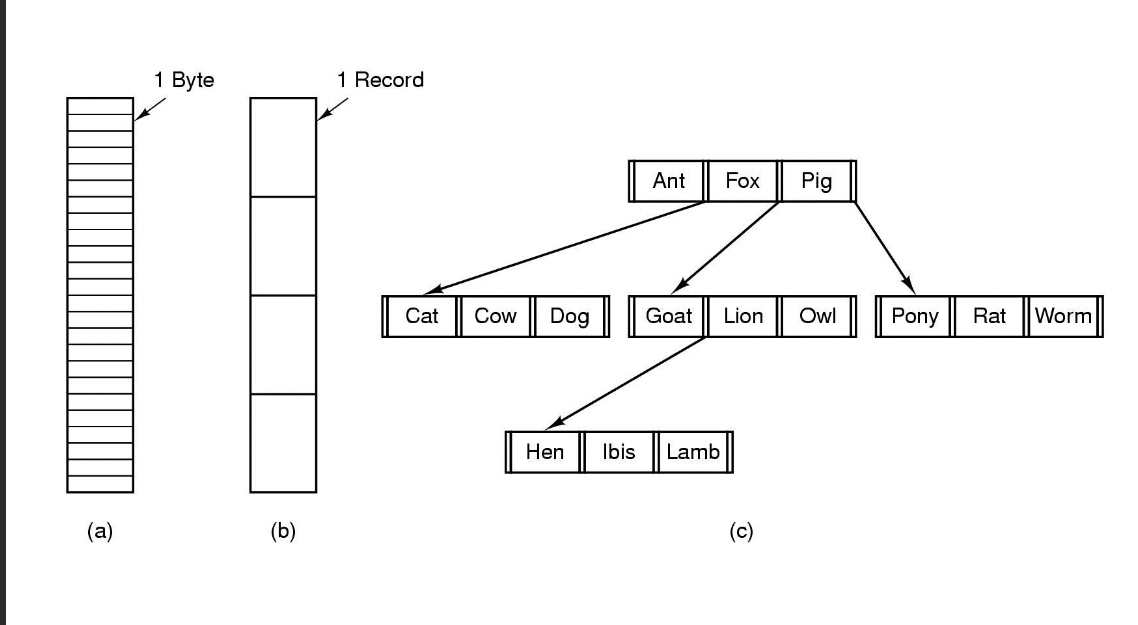 1 Byte
1 Record
Ant Fox Pig
Cat Cow Dog Goat Lion Owl Pony Rat Worm
Hen Ibis Lamb
(a) (b) (c)